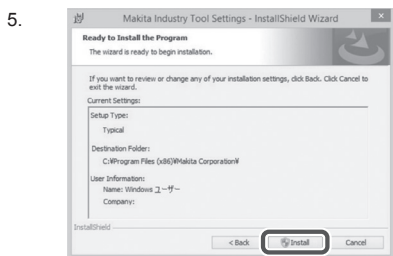 5.
Makita Industry Tool Settings - InstallShield Wizard
Ready to Install the Program
The wizard is ready to begin installation.
If you want to review or change any of your installation settings, click Back. Click Cancel to
exit the wizard.
Current Settings:
Setup Type:
Typical
Destination Folder:
C:¥Program Files (x86)¥Makita Corporation¥
User Information:
Name: Windows ユーザー
Company:
InstallShield
< Back Install Cancel